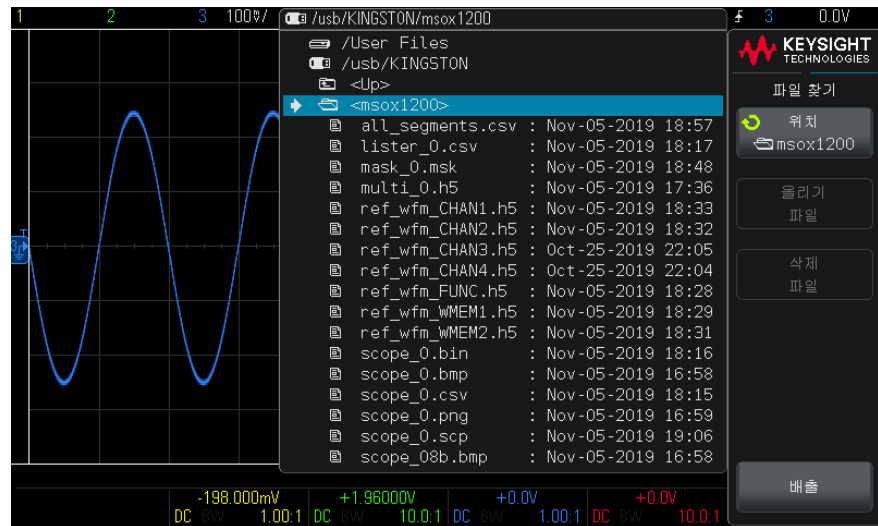 1 2 3 100▽/ /usb/KINGSTON/msox1200 3 0.0V
/User Files
/usb/KINGSTON
<Up>
<msox1200>
all_segments.csv : Nov-05-2019 18:57
lister_0.csv : Nov-05-2019 18:17
mask_0.msk : Nov-05-2019 18:48
multi_0.h5 : Nov-05-2019 17:36
ref_wfm_CHAN1.h5 : Nov-05-2019 18:33
ref_wfm_CHAN2.h5 : Nov-05-2019 18:32
ref_wfm_CHAN3.h5 : Oct-25-2019 22:05
ref_wfm_CHAN4.h5 : Oct-25-2019 22:04
ref_wfm_FUNC.h5 : Nov-05-2019 18:28
ref_wfm_WMEM1.h5 : Nov-05-2019 18:29
ref_wfm_WMEM2.h5 : Nov-05-2019 18:31
scope_0.bin : Nov-05-2019 18:16
scope_0.bmp : Nov-05-2019 16:58
scope_0.csv : Nov-05-2019 18:15
scope_0.png : Nov-05-2019 16:59
scope_0.scp : Nov-05-2019 19:06
scope_08b.bmp : Nov-05-2019 16:58
T
3
KEYSIGHT
TECHNOLOGIES
파일 찾기
위치
msox1200
올리기
파일
삭제
파일
배출
-198.000mV +1.96000V +0.0V +0.0V
DC BW 1.00:1 DC BW 10.0:1 DC BW 1.00:1 DC BW 10.0:1